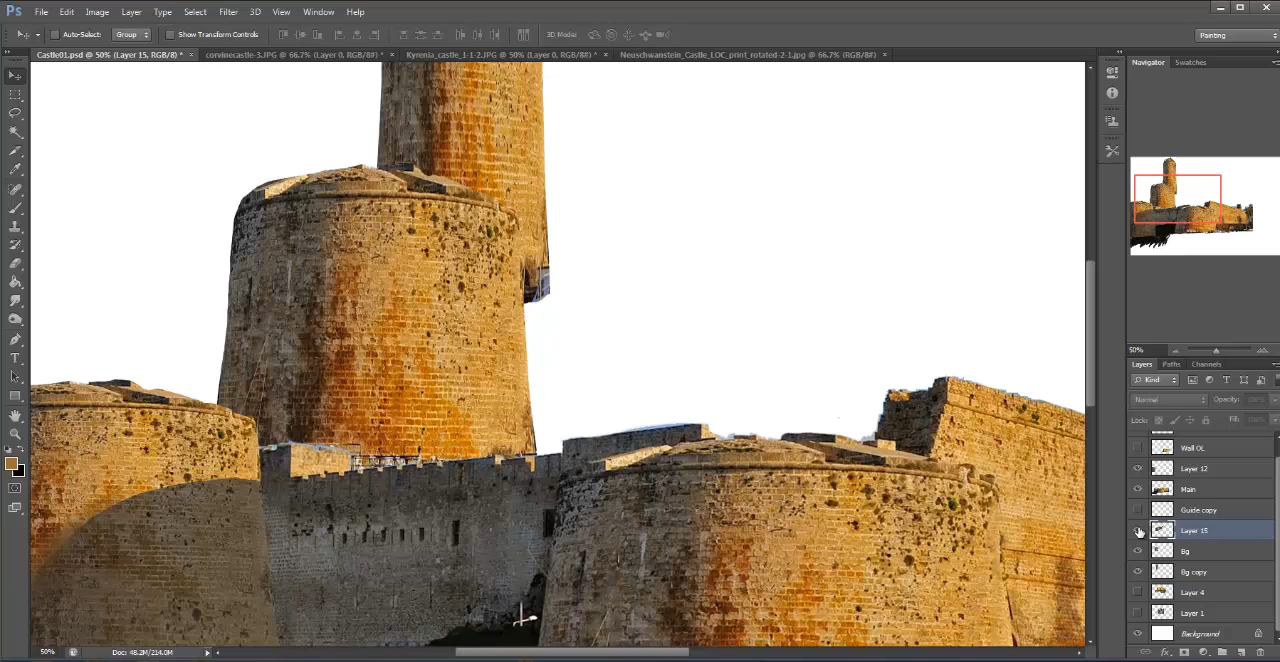 Ps File Edit Image Layer Type Select Filter 3D View Window Help
Auto-Select: Group Show Transform Controls 3D Mode: Painting
Castle01.psd @ 50% (Layer 15, RGB/8) * × corvinecastle-3.JPG @ 66.7% (Layer 0, RGB/8#) * × Kyrenia_castle_1-1-2.JPG @ 50% (Layer 0, RGB/8#) * × Neuschwanstein_Castle_LOC_print_rotated-2-1.jpg @ 66.7% (RGB/8#) ×
Navigator Swatches
50%
Layers Paths Channels
Kind
Normal Opacity: 100%
Lock: Fill: 100%
Wall OL
Layer 12
Main
Guide copy
Layer 15
Bg
Bg copy
Layer 4
Layer 1
Background
50% Doc: 48.2M/214.0M